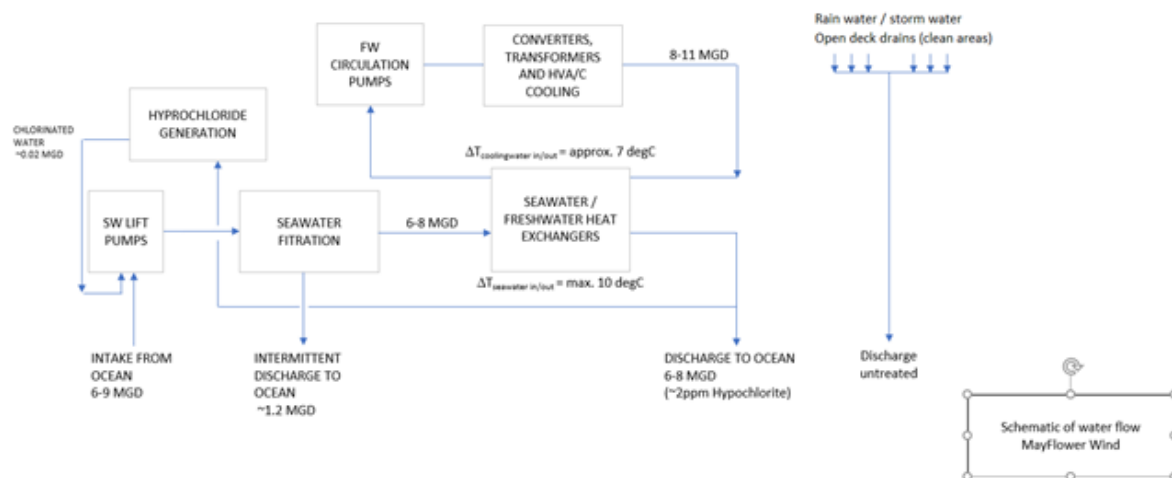 Rain water / storm water
Open deck drains (clean areas)
FW
CIRCULATION
PUMPS
CONVERTERS,
TRANSFORMERS
AND HVA/C
COOLING
8-11 MGD
HYPROCHLORIDE
GENERATION
CHLORINATED
WATER
~0.02 MGD
ΔTcoolingwater in/out = approx. 7 degC
SW LIFT
PUMPS
SEAWATER
FITRATION
6-8 MGD
SEAWATER /
FRESHWATER HEAT
EXCHANGERS
ΔTseawater in/out = max. 10 degC
INTAKE FROM
OCEAN
6-9 MGD
INTERMITTENT
DISCHARGE TO
OCEAN
~1.2 MGD
DISCHARGE TO OCEAN
6-8 MGD
(~2ppm Hypochlorite)
Discharge
untreated
Schematic of water flow
MayFlower Wind